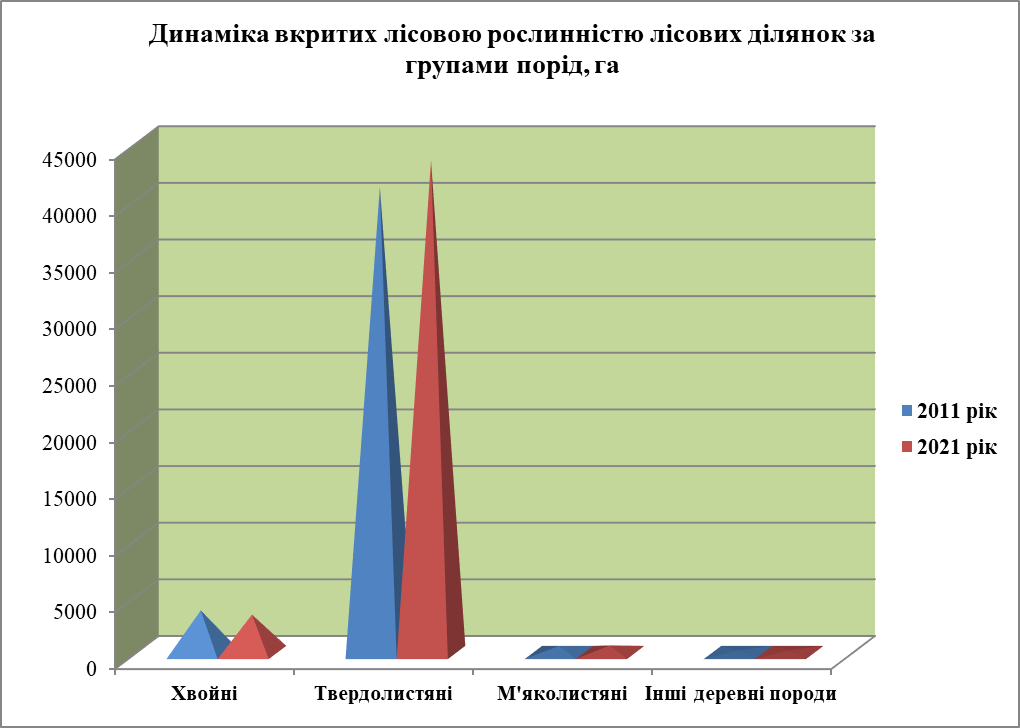 Динаміка вкритих лісовою рослинністю лісових ділянок за
групами порід, га
45000
40000
35000
30000
25000
20000
15000
10000
5000
0
Хвойні
Твердолистяні
М'яколистяні
Інші деревні породи
2011 рік
2021 рік